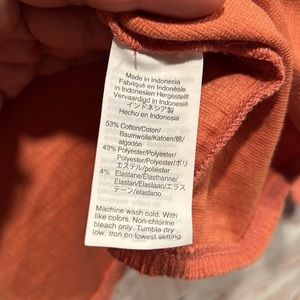 Made in Indonesia
Fabriqué en Indonésie
in Indonesien Hergestellt
Vervaardigd in Indonesië
インドネシア製
Hecho en Indonesia
53% Cotton/Coton/
Baumwolle/Katoen/綿/
algodón
43% Polyester/Polyester/
Polyester/Polyester/ポリ
エステル/poliéster
4% Elastane/Elasthanne/
Elastan/Elastaan/エラス
テーン/elastano
Machine wash cold. With
like colors. Non-chlorine
bleach only. Tumble dry
low. Iron on lowest setting.